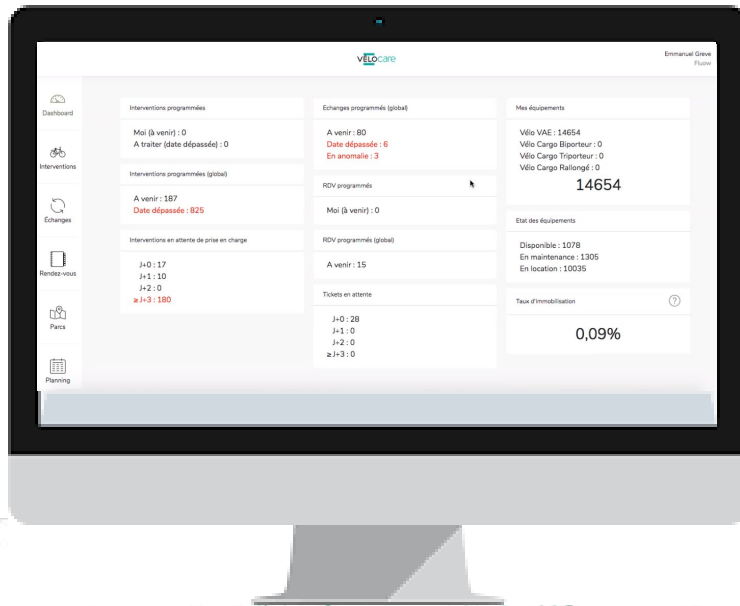 VÉLOcare
Emmanuel Greve
Fluow
Dashboard
Interventions
Echanges
Rendez-vous
Parcs
Planning
Interventions programmées
Moi (à venir) : 0
A traiter (date dépassée) : 0
Interventions programmées (global)
A venir : 187
Date dépassée : 825
Interventions en attente de prise en charge
J+0 : 17
J+1 : 10
J+2 : 0
≥ J+3 : 180
Echanges programmés (global)
A venir : 80
Date dépassée : 6
En anomalie : 3
RDV programmés
Moi (à venir) : 0
RDV programmés (global)
A venir : 15
Tickets en attente
J+0 : 28
J+1 : 0
J+2 : 0
≥ J+3 : 0
Mes équipements
Vélo VAE : 14654
Vélo Cargo Biporteur : 0
Vélo Cargo Triporteur : 0
Vélo Cargo Rallongé : 0
14654
Etat des équipements
Disponible : 1078
En maintenance : 1305
En location : 10035
Taux d'immobilisation ?
0,09%